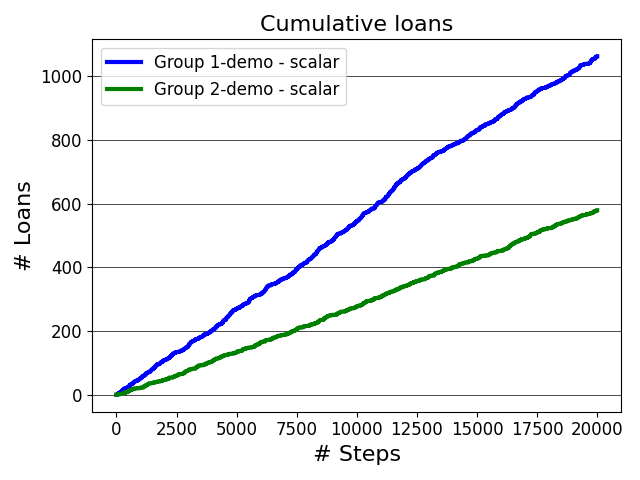 Cumulative loans
Group 1-demo - scalar
Group 2-demo - scalar
# Loans
1000
800
600
400
200
0
0 2500 5000 7500 10000 12500 15000 17500 20000
# Steps